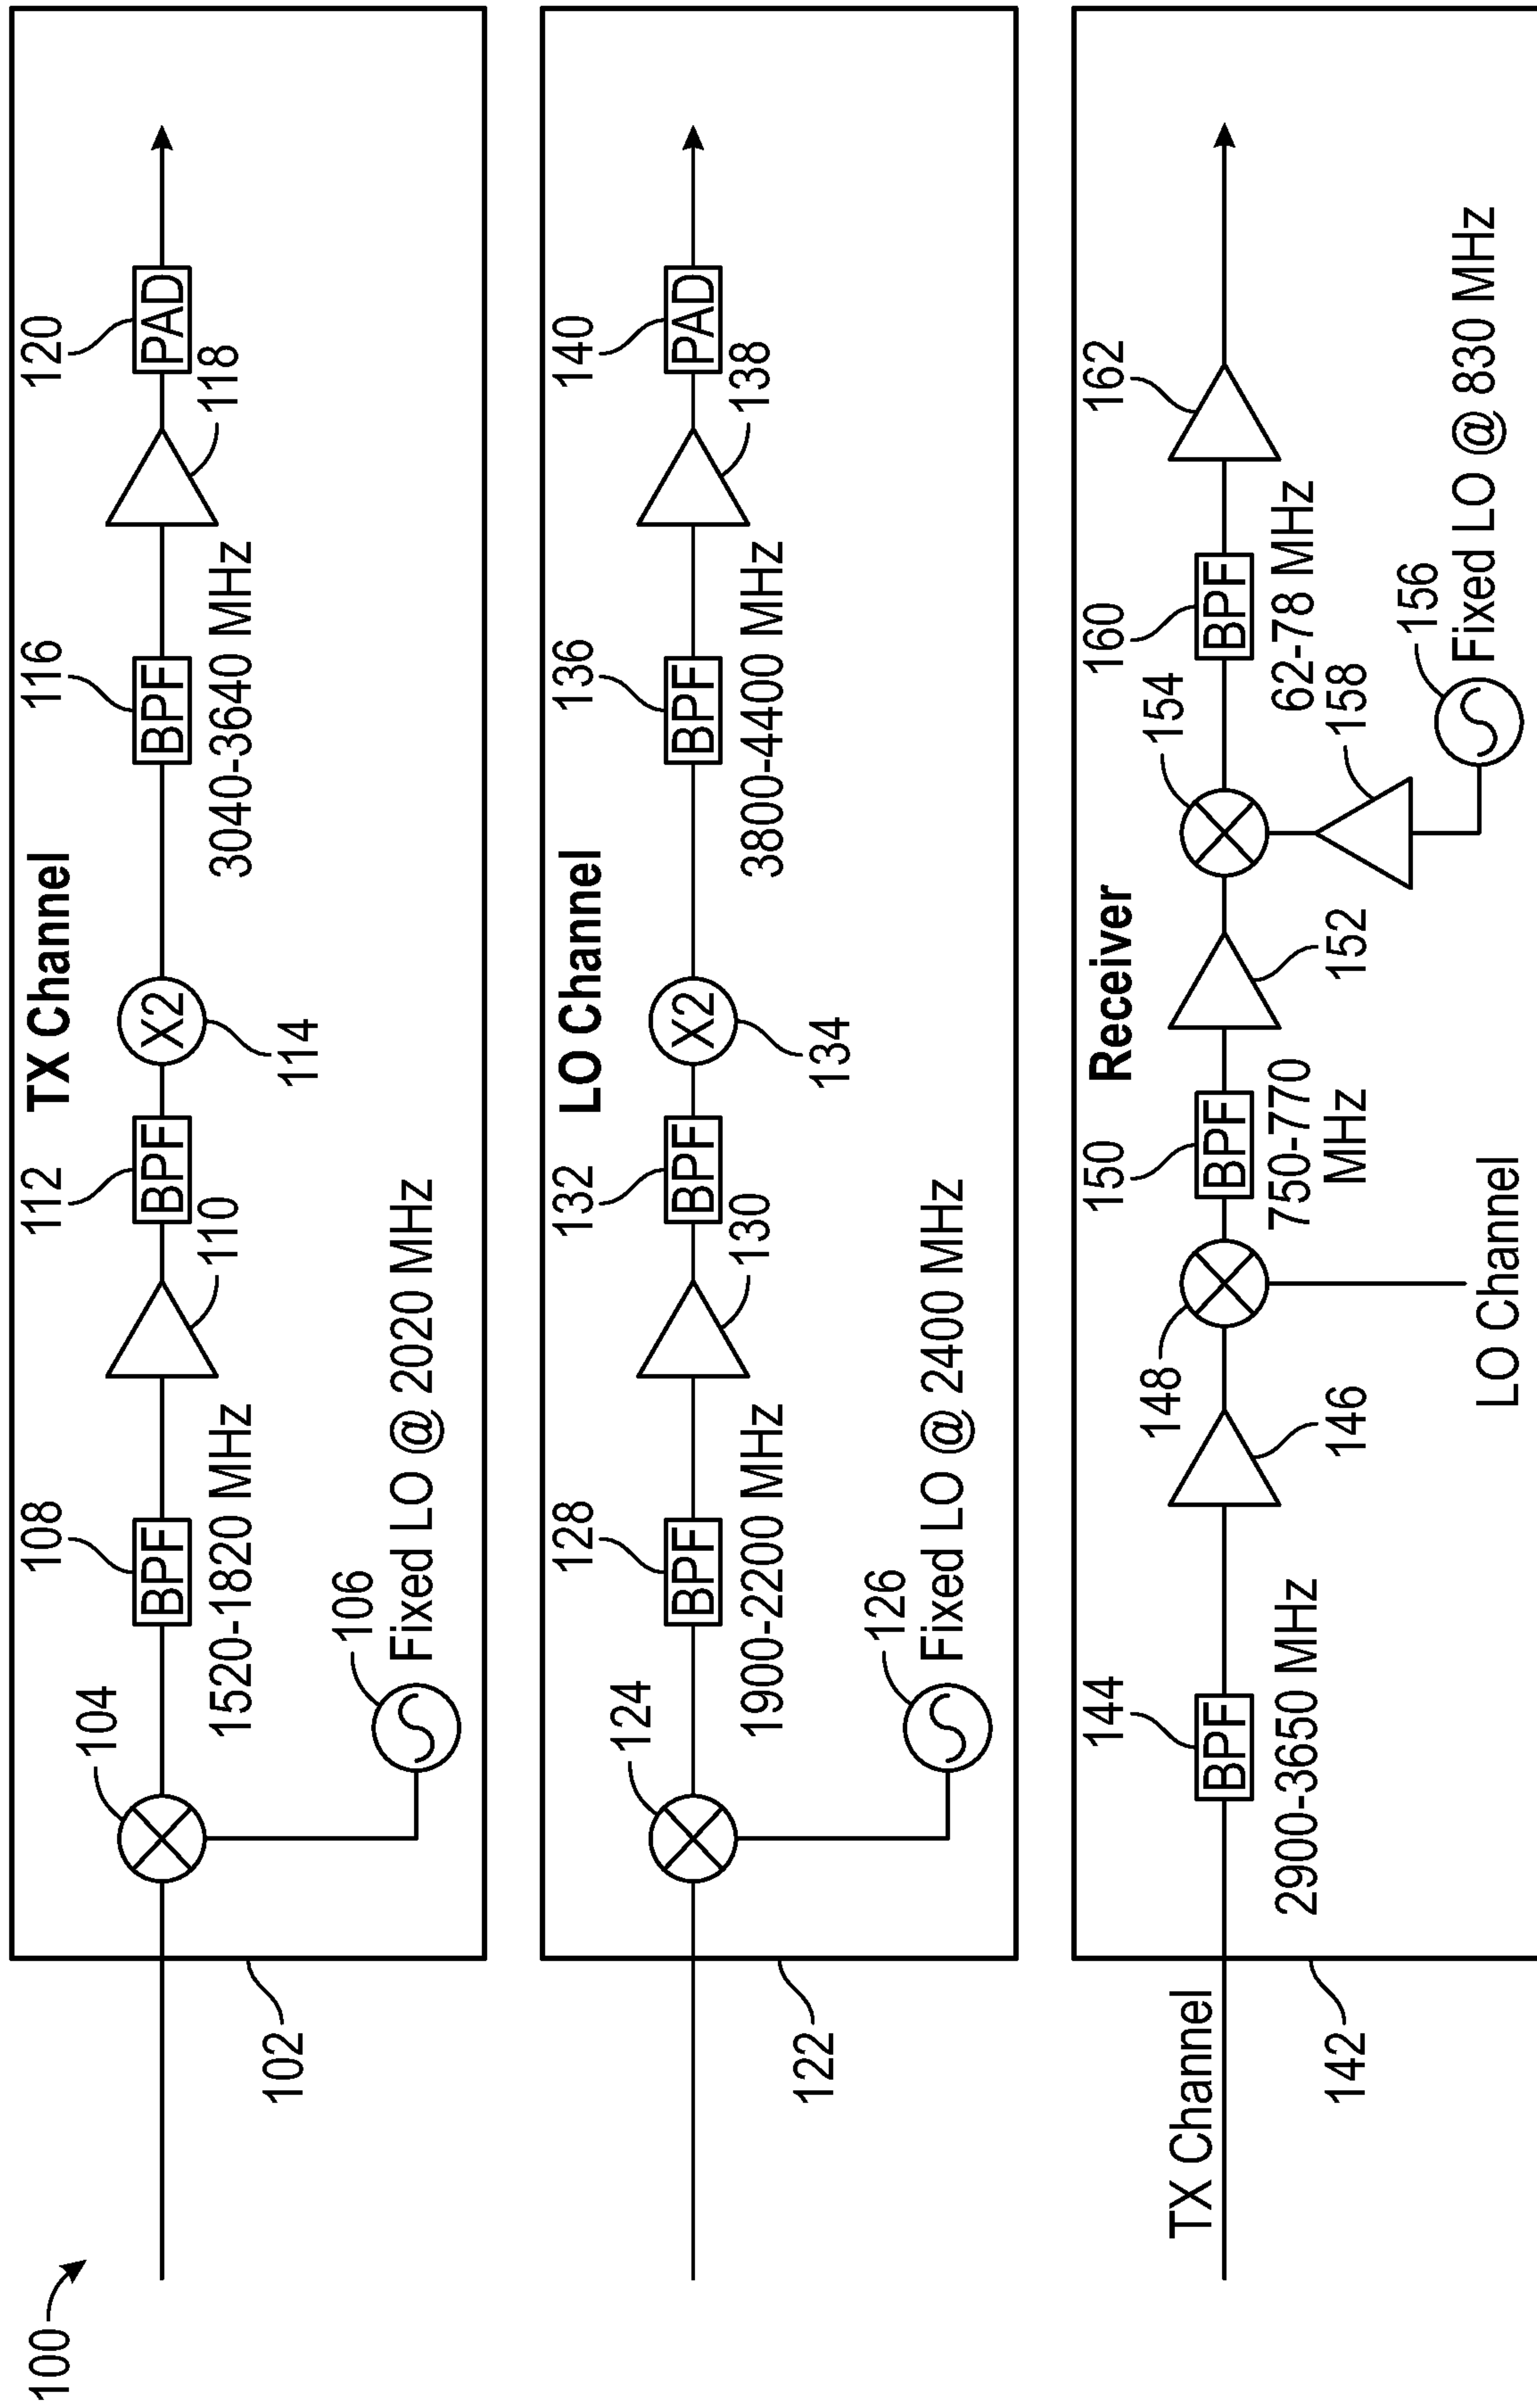 100
TX Channel
104
108
112
116
120
BPF
BPF
X2
BPF
PAD
1520-1820 MHz
110
114
3040-3640 MHz
118
106
Fixed LO @ 2020 MHz
102
LO Channel
124
128
132
136
140
BPF
BPF
X2
BPF
PAD
1900-2200 MHz
130
134
3800-4400 MHz
138
126
Fixed LO @ 2400 MHz
122
Receiver
144
150
154
160
162
148
TX Channel
BPF
BPF
BPF
2900-3650 MHz
750-770
MHz
62-78 MHz
146
152
158
156
142
LO Channel
Fixed LO @ 830 MHz